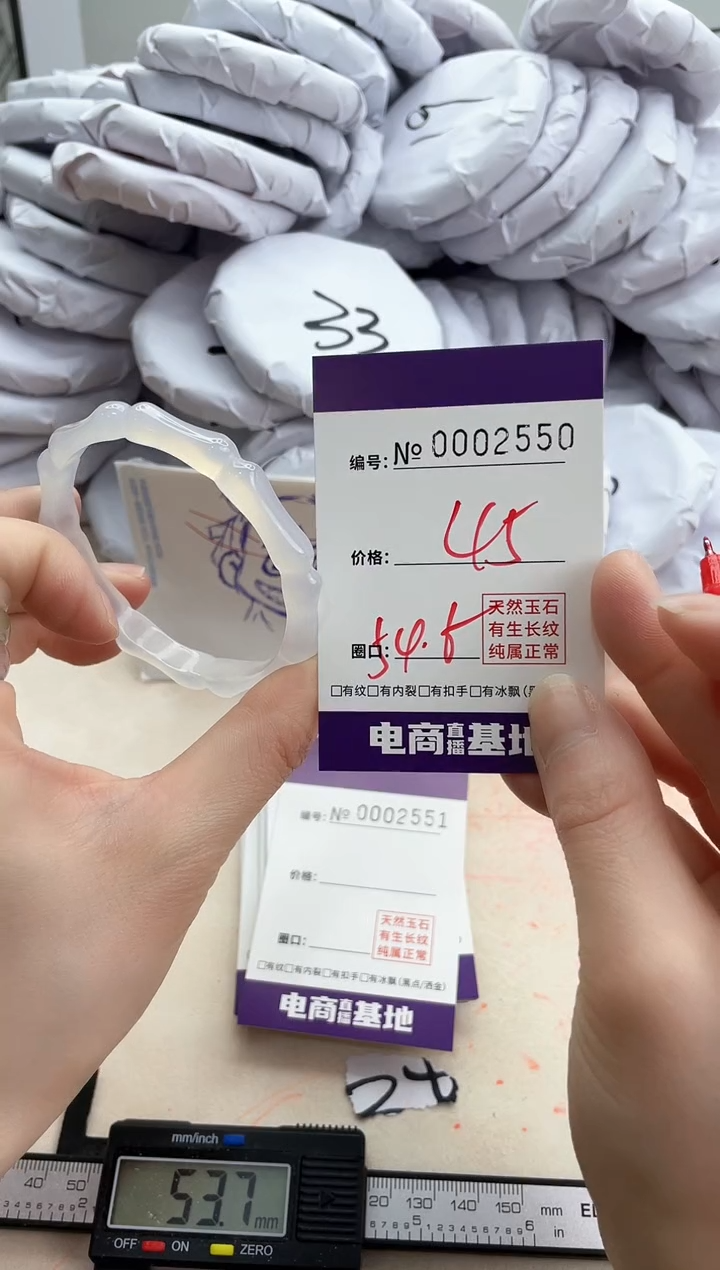 33
编号: № 0002550
价格: 45
圈口: 54.5
天然玉石
有生长纹
纯属正常
□有纹□有内裂□有扣手□有冰飘(
电商直播基地
编号: № 0002551
价格:
圈口:
天然玉石
有生长纹
纯属正常
□有纹□有内裂□有扣手□有冰飘(黑点/洒金)
电商直播基地
mm/inch
53.7 mm
OFF ON ZERO
40 50
120 130 140 150 mm
in